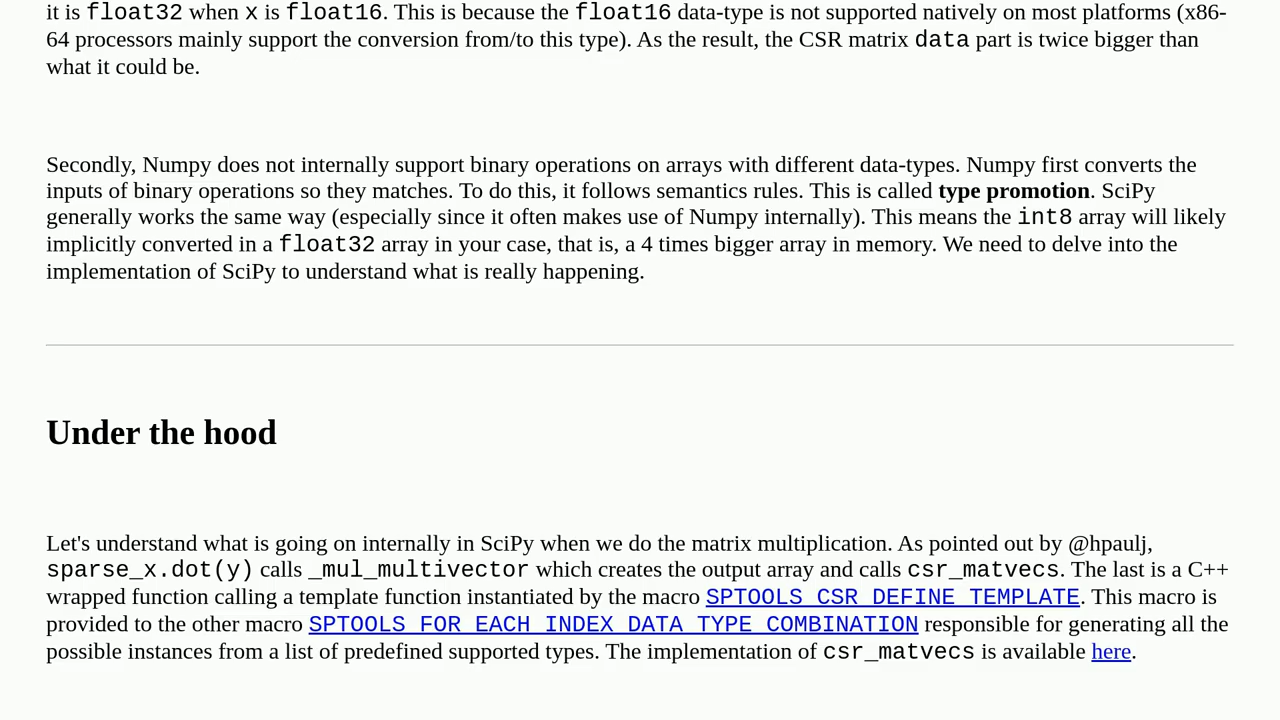 it is float32 when x is float16. This is because the float16 data-type is not supported natively on most platforms (x86-
64 processors mainly support the conversion from/to this type). As the result, the CSR matrix data part is twice bigger than
what it could be.
Secondly, Numpy does not internally support binary operations on arrays with different data-types. Numpy first converts the
inputs of binary operations so they matches. To do this, it follows semantics rules. This is called type promotion. SciPy
generally works the same way (especially since it often makes use of Numpy internally). This means the int8 array will likely
implicitly converted in a float32 array in your case, that is, a 4 times bigger array in memory. We need to delve into the
implementation of SciPy to understand what is really happening.
Under the hood
Let's understand what is going on internally in SciPy when we do the matrix multiplication. As pointed out by @hpaulj,
sparse_x.dot(y) calls _mul_multivector which creates the output array and calls csr_matvecs. The last is a C++
wrapped function calling a template function instantiated by the macro SPTOOLS_CSR_DEFINE_TEMPLATE. This macro is
provided to the other macro SPTOOLS_FOR_EACH_INDEX_DATA_TYPE_COMBINATION responsible for generating all the
possible instances from a list of predefined supported types. The implementation of csr_matvecs is available here.